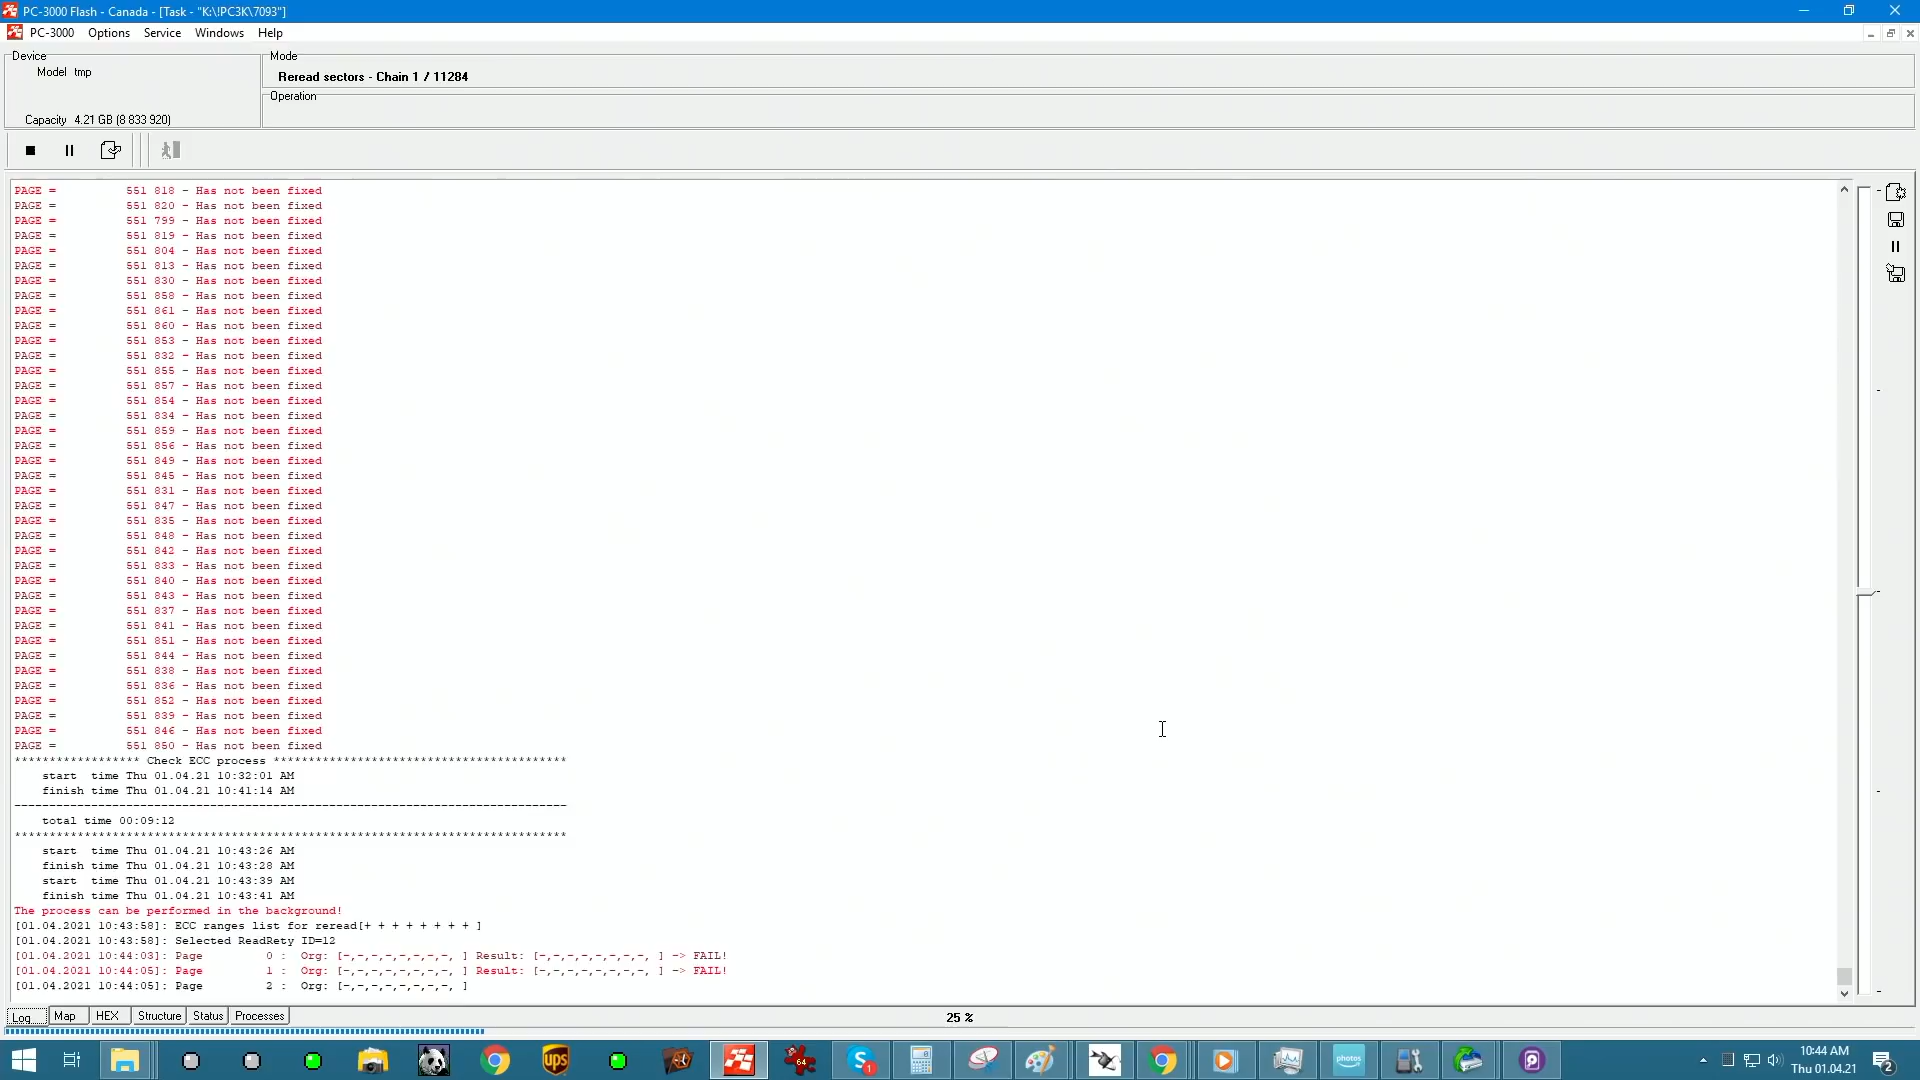 PC-3000 Flash - Canada - [Task - "K:\!PC3K\7093"]
PC-3000 Options Service Windows Help
Device
Model tmp
Capacity 4.21 GB (8 833 920)
Mode
Reread sectors - Chain 1 / 11284
Operation
PAGE = 551 818 - Has not been fixed
PAGE = 551 820 - Has not been fixed
PAGE = 551 799 - Has not been fixed
PAGE = 551 819 - Has not been fixed
PAGE = 551 804 - Has not been fixed
PAGE = 551 813 - Has not been fixed
PAGE = 551 830 - Has not been fixed
PAGE = 551 858 - Has not been fixed
PAGE = 551 861 - Has not been fixed
PAGE = 551 860 - Has not been fixed
PAGE = 551 853 - Has not been fixed
PAGE = 551 832 - Has not been fixed
PAGE = 551 855 - Has not been fixed
PAGE = 551 857 - Has not been fixed
PAGE = 551 854 - Has not been fixed
PAGE = 551 834 - Has not been fixed
PAGE = 551 859 - Has not been fixed
PAGE = 551 856 - Has not been fixed
PAGE = 551 849 - Has not been fixed
PAGE = 551 845 - Has not been fixed
PAGE = 551 831 - Has not been fixed
PAGE = 551 847 - Has not been fixed
PAGE = 551 835 - Has not been fixed
PAGE = 551 848 - Has not been fixed
PAGE = 551 842 - Has not been fixed
PAGE = 551 833 - Has not been fixed
PAGE = 551 840 - Has not been fixed
PAGE = 551 843 - Has not been fixed
PAGE = 551 837 - Has not been fixed
PAGE = 551 841 - Has not been fixed
PAGE = 551 851 - Has not been fixed
PAGE = 551 844 - Has not been fixed
PAGE = 551 838 - Has not been fixed
PAGE = 551 836 - Has not been fixed
PAGE = 551 852 - Has not been fixed
PAGE = 551 839 - Has not been fixed
PAGE = 551 846 - Has not been fixed
PAGE = 551 850 - Has not been fixed
****************** Check ECC process ******************************************
start time Thu 01.04.21 10:32:01 AM
finish time Thu 01.04.21 10:41:14 AM
-------------------------------------------------------------------------------
total time 00:09:12
*******************************************************************************
start time Thu 01.04.21 10:43:26 AM
finish time Thu 01.04.21 10:43:28 AM
start time Thu 01.04.21 10:43:39 AM
finish time Thu 01.04.21 10:43:41 AM
The process can be performed in the background!
[01.04.2021 10:43:58]: ECC ranges list for reread[+ + + + + + + + ]
[01.04.2021 10:43:58]: Selected ReadRety ID=12
[01.04.2021 10:44:03]: Page 0 : Org: [-,-,-,-,-,-,-,-, ] Result: [-,-,-,-,-,-,-,-, ] -> FAIL!
[01.04.2021 10:44:05]: Page 1 : Org: [-,-,-,-,-,-,-,-, ] Result: [-,-,-,-,-,-,-,-, ] -> FAIL!
[01.04.2021 10:44:05]: Page 2 : Org: [-,-,-,-,-,-,-,-, ]
Log Map HEX Structure Status Processes
25 %
ups
64
S 1
photos
10:44 AM
Thu 01.04.21
2